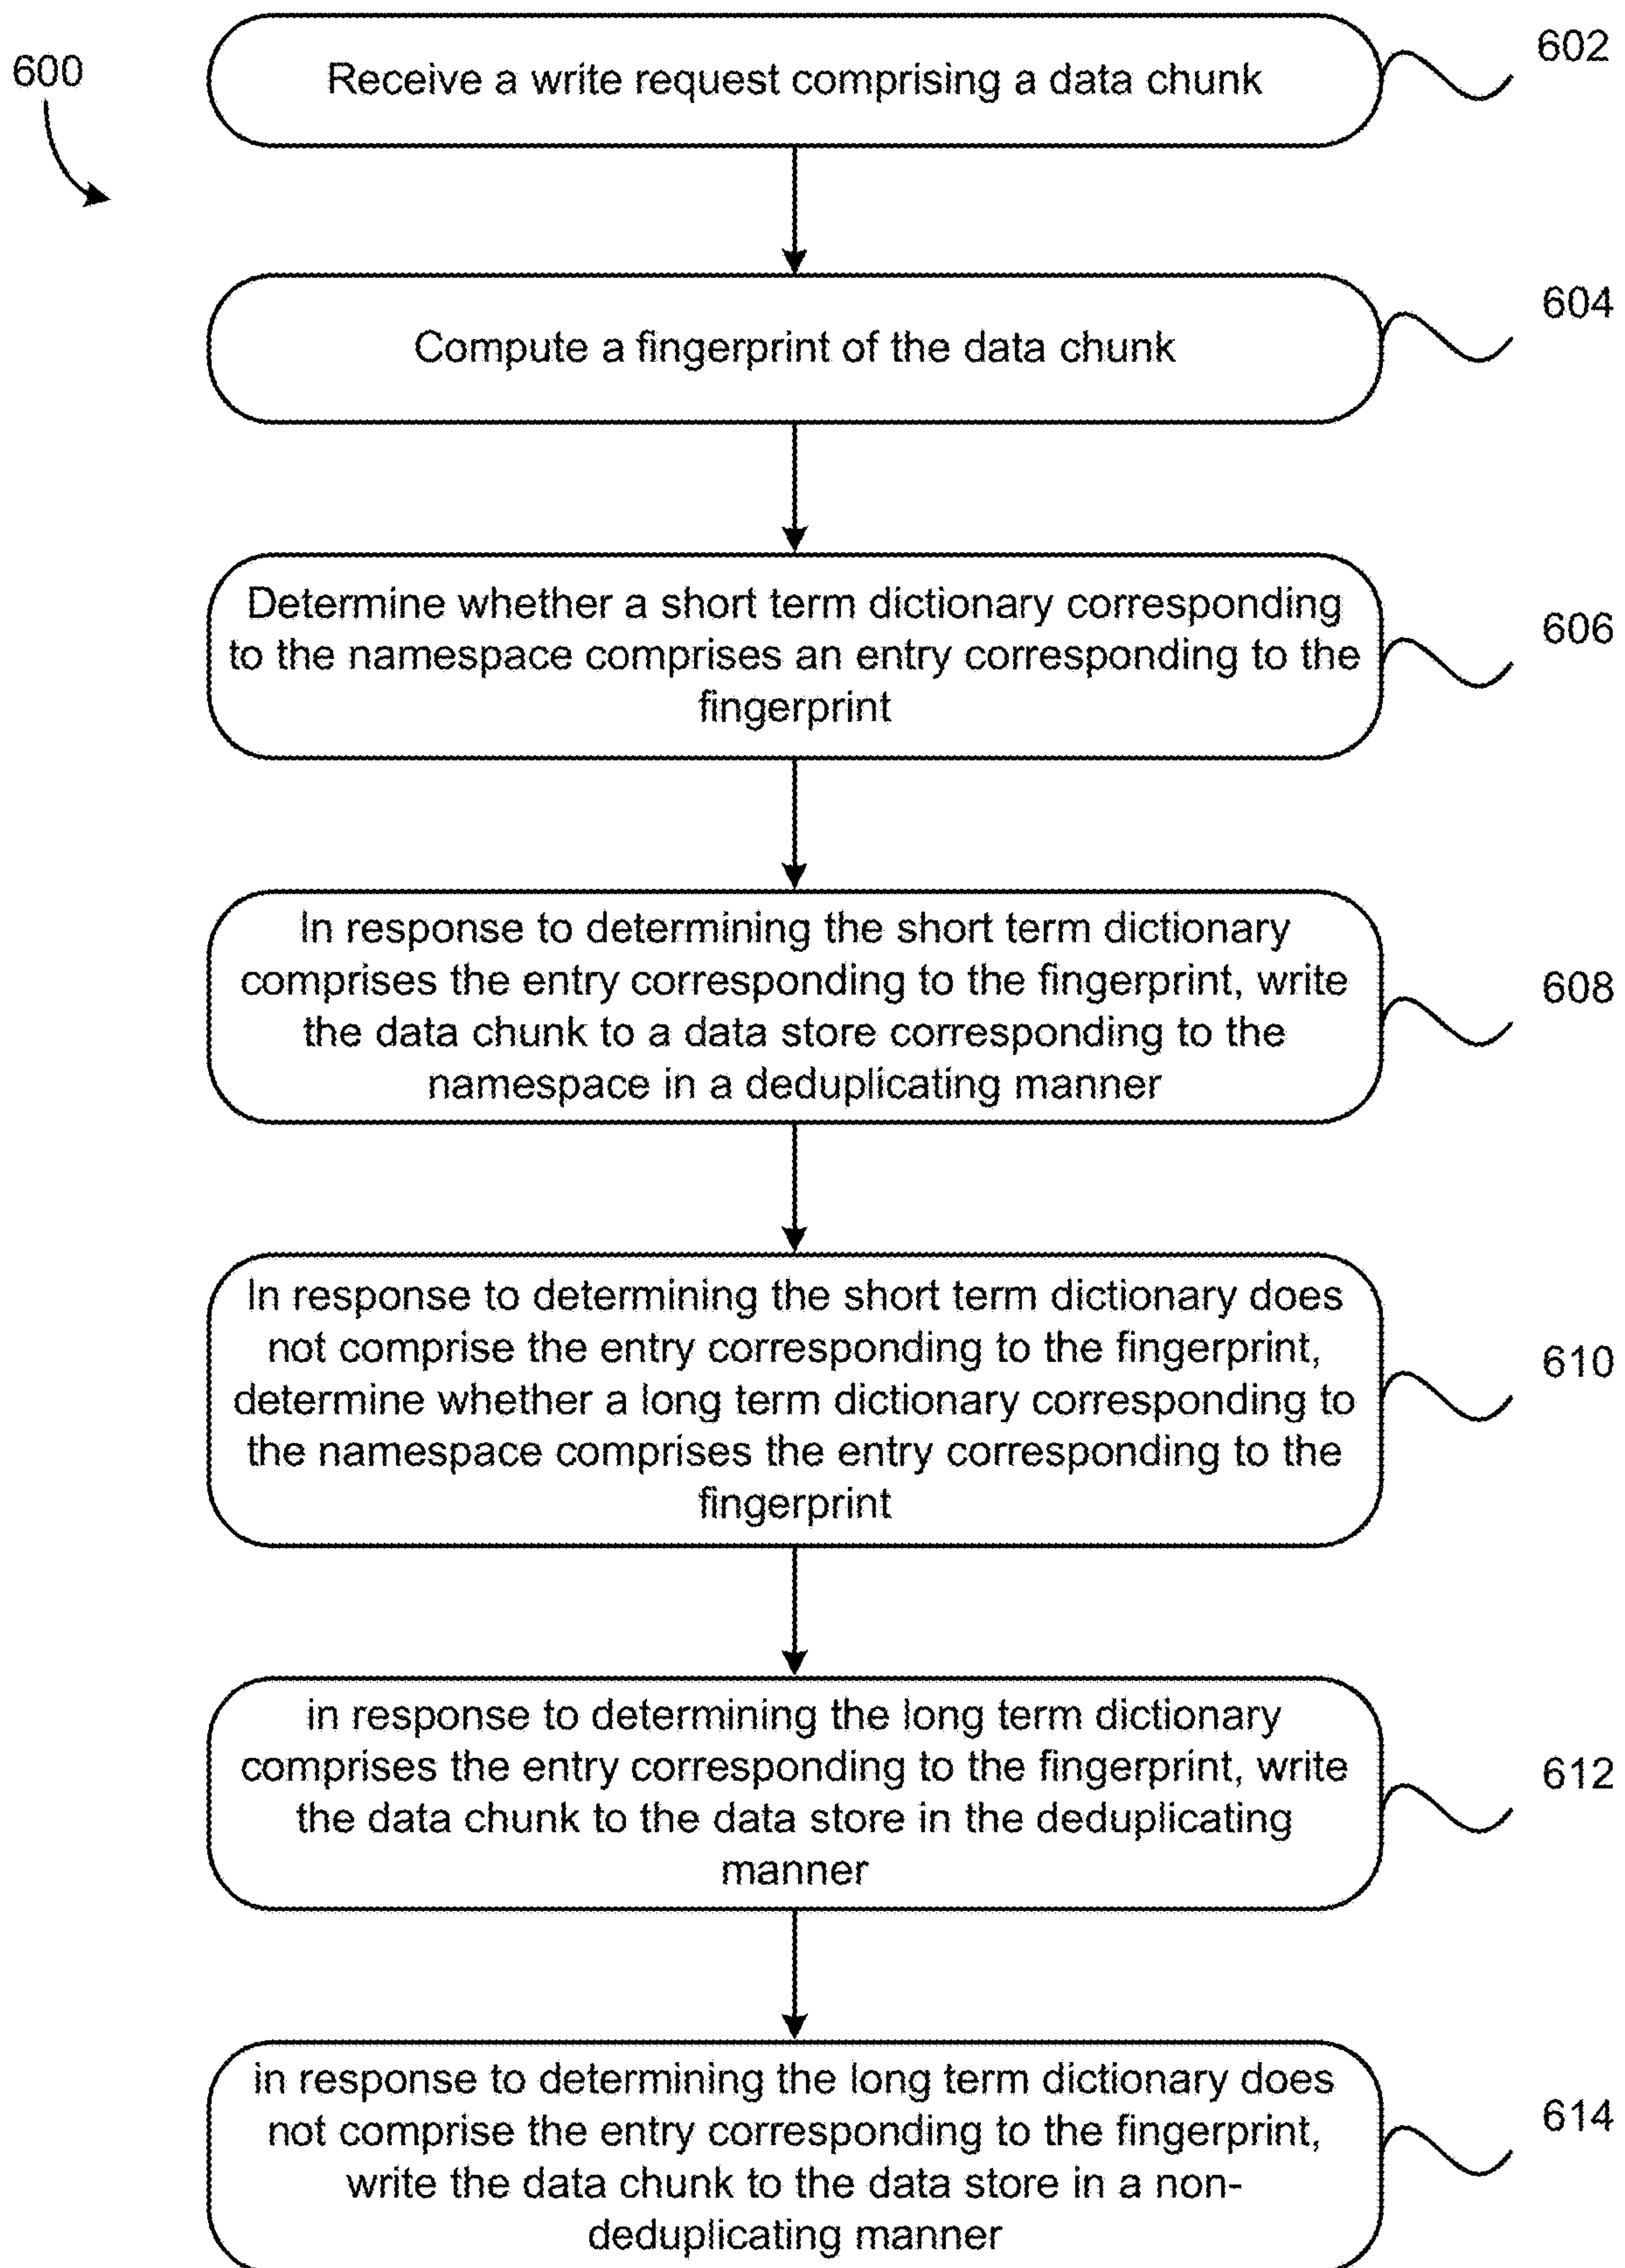 600
Receive a write request comprising a data chunk
602
Compute a fingerprint of the data chunk
604
Determine whether a short term dictionary corresponding
to the namespace comprises an entry corresponding to the
fingerprint
606
In response to determining the short term dictionary
comprises the entry corresponding to the fingerprint, write
the data chunk to a data store corresponding to the
namespace in a deduplicating manner
608
In response to determining the short term dictionary does
not comprise the entry corresponding to the fingerprint,
determine whether a long term dictionary corresponding to
the namespace comprises the entry corresponding to the
fingerprint
610
in response to determining the long term dictionary
comprises the entry corresponding to the fingerprint, write
the data chunk to the data store in the deduplicating
manner
612
in response to determining the long term dictionary does
not comprise the entry corresponding to the fingerprint,
write the data chunk to the data store in a non-
deduplicating manner
614